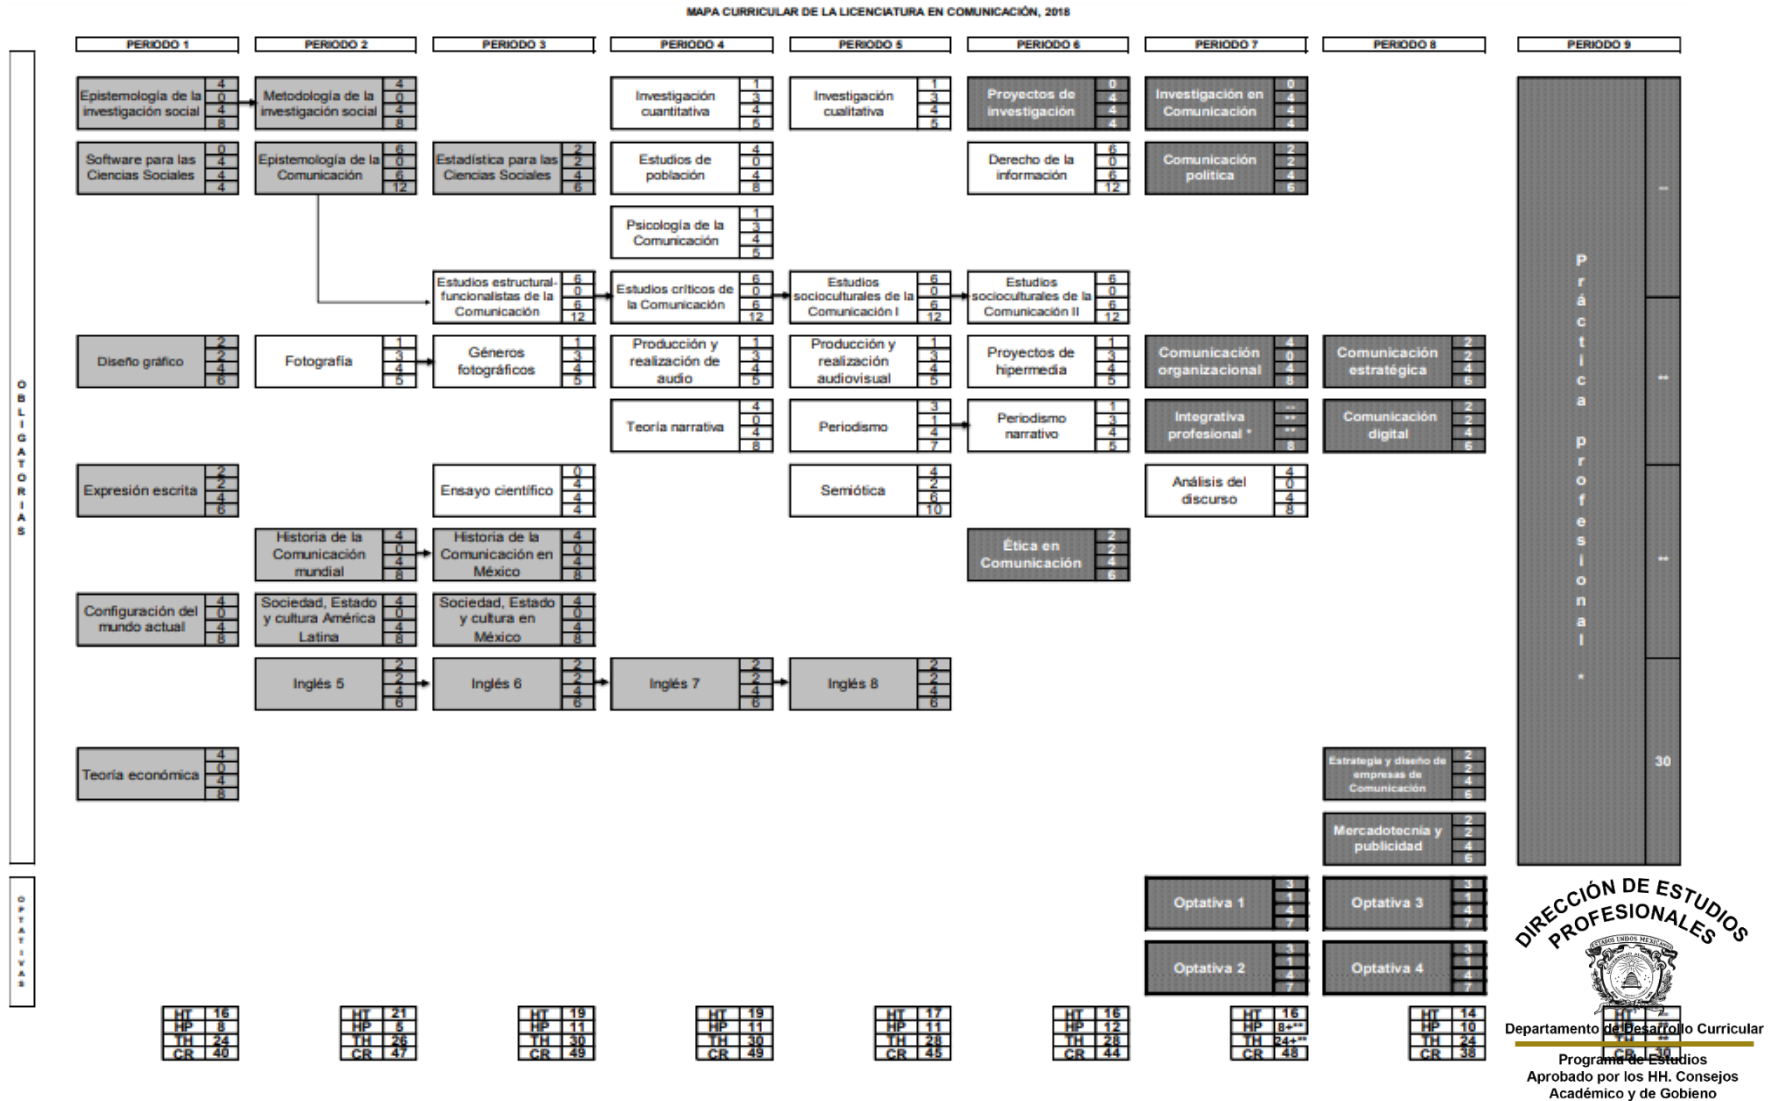 MAPA CURRICULAR DE LA LICENCIATURA EN COMUNICACIÓN, 2018
PERIODO 1
PERIODO 2
PERIODO 3
PERIODO 4
PERIODO 5
PERIODO 6
PERIODO 7
PERIODO 8
PERIODO 9
OBLIGATORIAS
Epistemología de la
investigación social
4
0
4
8
Metodología de la
investigación social
4
0
4
8
Investigación
cuantitativa
1
3
4
5
Investigación
cualitativa
1
3
4
5
Proyectos de
investigación
0
4
4
4
Investigación en
Comunicación
0
4
4
4
Software para las
Ciencias Sociales
0
4
4
4
Epistemología de la
Comunicación
6
0
6
12
Estadística para las
Ciencias Sociales
2
2
4
6
Estudios de
población
4
0
4
8
Derecho de la
información
6
0
6
12
Comunicación
política
2
2
4
6
Psicología de la
Comunicación
1
3
4
5
Estudios estructural-
funcionalistas de la
Comunicación
6
0
6
12
Estudios críticos de
la Comunicación
6
0
6
12
Estudios
socioculturales de la
Comunicación I
6
0
6
12
Estudios
socioculturales de la
Comunicación II
6
0
6
12
Diseño gráfico
2
2
4
6
Fotografía
1
3
4
5
Géneros
fotográficos
1
3
4
5
Producción y
realización de
audio
1
3
4
5
Producción y
realización
audiovisual
1
3
4
5
Proyectos de
hipermedia
1
3
4
5
Comunicación
organizacional
4
0
4
8
Comunicación
estratégica
2
2
4
6
Teoría narrativa
4
0
4
8
Periodismo
3
1
4
7
Periodismo
narrativo
1
3
4
5
Integrativa
profesional *
--
**
**
8
Comunicación
digital
2
2
4
6
Expresión escrita
2
2
4
6
Ensayo científico
0
4
4
4
Semiótica
4
2
6
10
Análisis del
discurso
4
0
4
8
Historia de la
Comunicación
mundial
4
0
4
8
Historia de la
Comunicación en
México
4
0
4
8
Ética en
Comunicación
2
2
4
6
Configuración del
mundo actual
4
0
4
8
Sociedad, Estado
y cultura América
Latina
4
0
4
8
Sociedad, Estado
y cultura en
México
4
0
4
8
Inglés 5
2
2
4
6
Inglés 6
2
2
4
6
Inglés 7
2
2
4
6
Inglés 8
2
2
4
6
Teoría económica
4
0
4
8
Estrategia y diseño de
empresas de
Comunicación
2
2
4
6
Mercadotecnia y
publicidad
2
2
4
6
Práctica profesional *
--
**
**
30
OPTATIVAS
Optativa 1
3
1
4
7
Optativa 3
3
1
4
7
Optativa 2
3
1
4
7
Optativa 4
3
1
4
7
HT 16
HP 8
TH 24
CR 40
HT 21
HP 5
TH 26
CR 47
HT 19
HP 11
TH 30
CR 49
HT 19
HP 11
TH 30
CR 49
HT 17
HP 11
TH 28
CR 45
HT 16
HP 12
TH 28
CR 44
HT 16
HP 8+**
TH 24+**
CR 48
HT 14
HP 10
TH 24
CR 38
HT --
HP **
TH **
CR 30
DIRECCIÓN DE ESTUDIOS
PROFESIONALES
Departamento de Desarrollo Curricular
Programa de Estudios
Aprobado por los HH. Consejos
Académico y de Gobieno